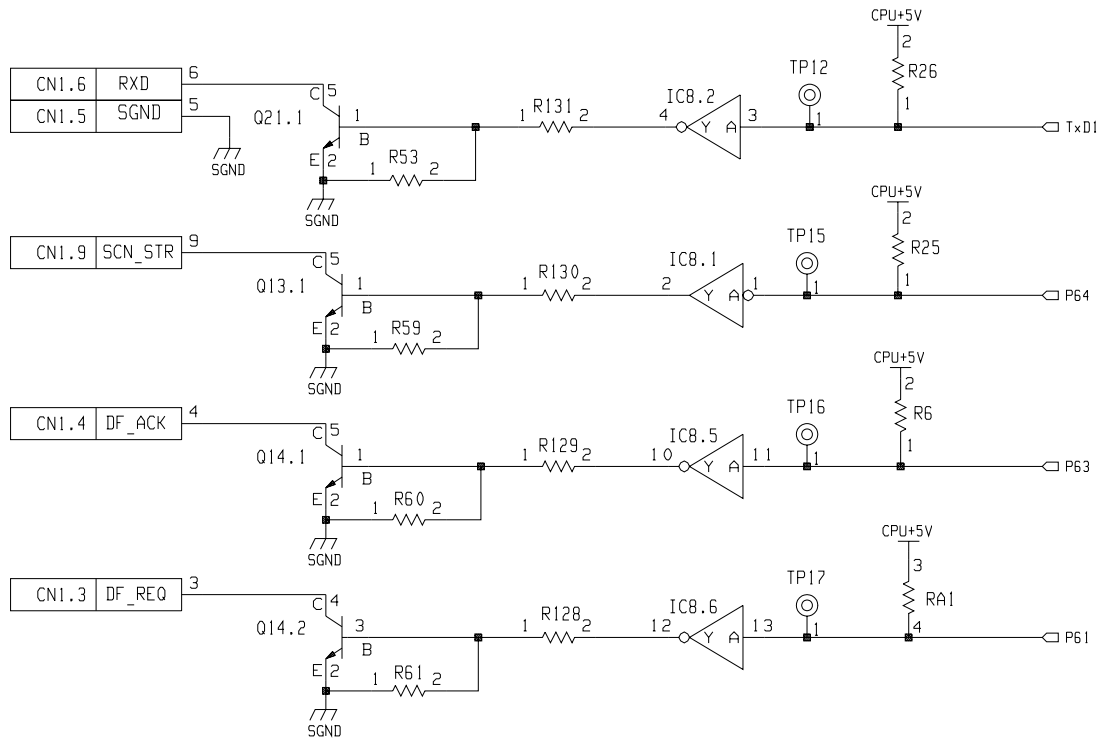 CPU+5V
2
R26
1
TP12
1
CN1.6 RXD 6
CN1.5 SGND 5
SGND
C 5
Q21.1
1
B
E 2
1 R53 2
SGND
1 R131 2
IC8.2
4 Y A 3
TxD1
CPU+5V
2
R25
1
TP15
1
CN1.9 SCN_STR 9
C 5
Q13.1
1
B
E 2
1 R59 2
SGND
1 R130 2
IC8.1
2 Y A 1
P64
CPU+5V
2
R6
1
TP16
1
CN1.4 DF_ACK 4
C 5
Q14.1
1
B
E 2
1 R60 2
SGND
1 R129 2
IC8.5
10 Y A 11
P63
CPU+5V
3
RA1
4
TP17
1
CN1.3 DF_REQ 3
C 4
Q14.2
3
B
E 2
1 R61 2
SGND
1 R128 2
IC8.6
12 Y A 13
P61